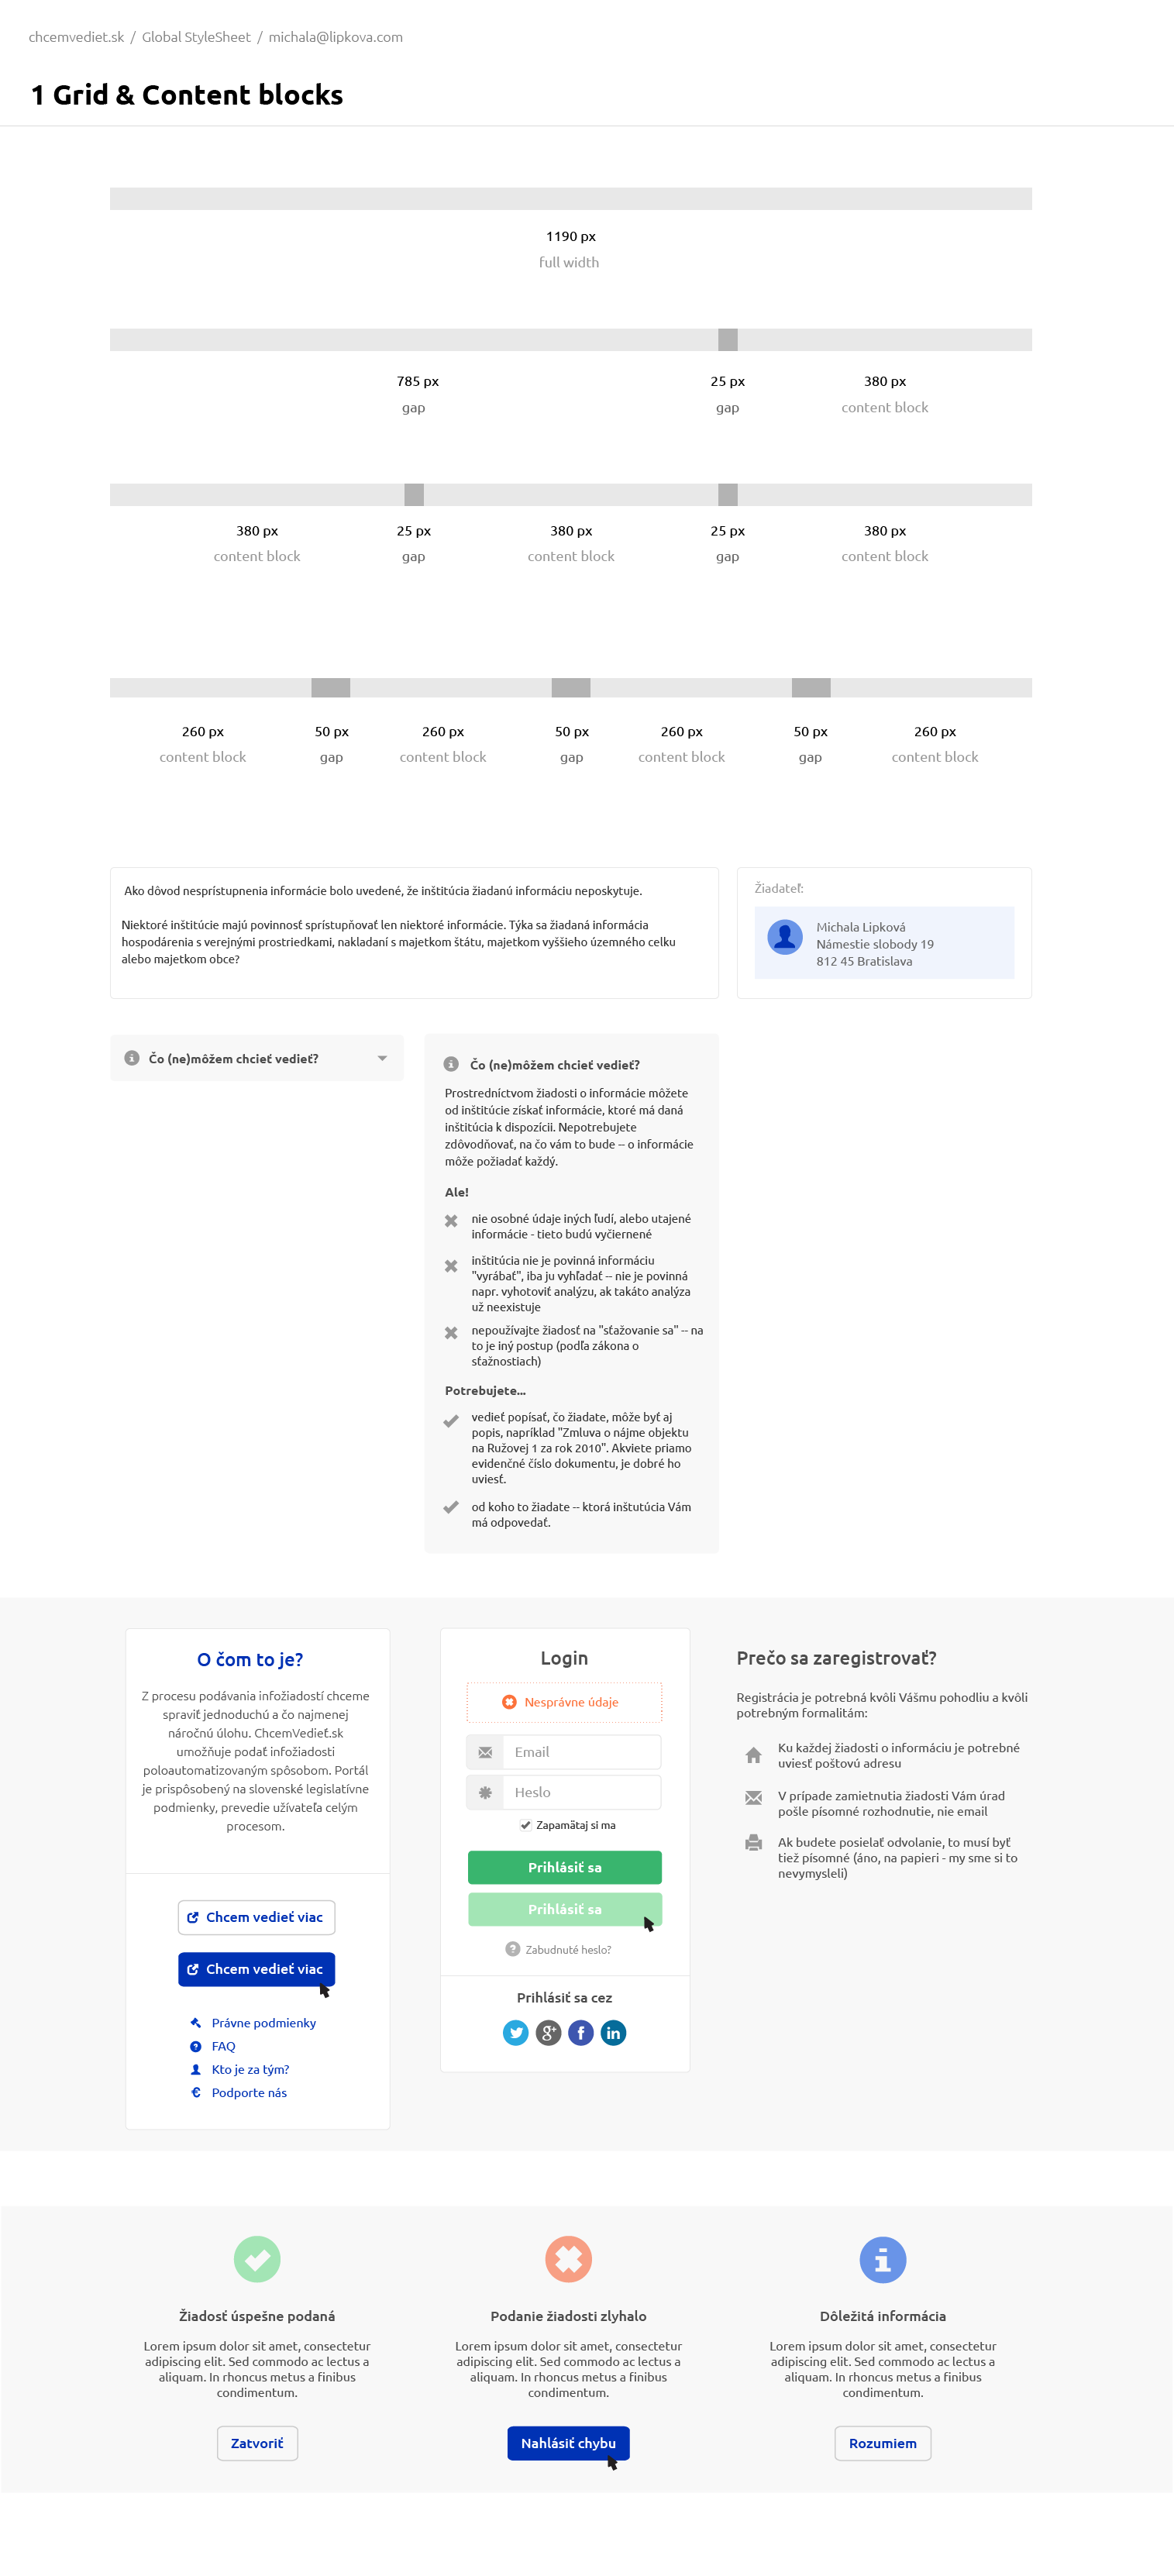 chcemvediet.sk / Global StyleSheet / michala@lipkova.com
1 Grid & Content blocks
1190 px
full width
785 px 25 px 380 px
gap gap content block
380 px 25 px 380 px 25 px 380 px
content block gap content block gap content block
260 px 50 px 260 px 50 px 260 px 50 px 260 px
content block gap content block gap content block gap content block
Ako dôvod nesprístupnenia informácie bolo uvedené, že inštitúcia žiadanú informáciu neposkytuje.
Niektoré inštitúcie majú povinnosť sprístupňovať len niektoré informácie. Týka sa žiadaná informácia
hospodárenia s verejnými prostriedkami, nakladaní s majetkom štátu, majetkom vyššieho územného celku
alebo majetkom obce?
Žiadateľ:
Michala Lipková
Námestie slobody 19
812 45 Bratislava
Čo (ne)môžem chcieť vedieť?
Čo (ne)môžem chcieť vedieť?
Prostredníctvom žiadosti o informácie môžete
od inštitúcie získať informácie, ktoré má daná
inštitúcia k dispozícii. Nepotrebujete
zdôvodňovať, na čo vám to bude -- o informácie
môže požiadať každý.
Ale!
nie osobné údaje iných ľudí, alebo utajené
informácie - tieto budú vyčiernené
inštitúcia nie je povinná informáciu
"vyrábať", iba ju vyhľadať -- nie je povinná
napr. vyhotoviť analýzu, ak takáto analýza
už neexistuje
nepoužívajte žiadosť na "sťažovanie sa" -- na
to je iný postup (podľa zákona o
sťažnostiach)
Potrebujete...
vedieť popísať, čo žiadate, môže byť aj
popis, napríklad "Zmluva o nájme objektu
na Ružovej 1 za rok 2010". Akviete priamo
evidenčné číslo dokumentu, je dobré ho
uviesť.
od koho to žiadate -- ktorá inštutúcia Vám
má odpovedať.
O čom to je?
Z procesu podávania infožiadostí chceme
spraviť jednoduchú a čo najmenej
náročnú úlohu. ChcemVedieť.sk
umožňuje podať infožiadosti
poloautomatizovaným spôsobom. Portál
je prispôsobený na slovenské legislatívne
podmienky, prevedie užívateľa celým
procesom.
Chcem vedieť viac
Chcem vedieť viac
Právne podmienky
FAQ
Kto je za tým?
Podporte nás
Login
Nesprávne údaje
Email
Heslo
Zapamätaj si ma
Prihlásiť sa
Prihlásiť sa
Zabudnuté heslo?
Prihlásiť sa cez
Prečo sa zaregistrovať?
Registrácia je potrebná kvôli Vášmu pohodliu a kvôli
potrebným formalitám:
Ku každej žiadosti o informáciu je potrebné
uviesť poštovú adresu
V prípade zamietnutia žiadosti Vám úrad
pošle písomné rozhodnutie, nie email
Ak budete posielať odvolanie, to musí byť
tiež písomné (áno, na papieri - my sme si to
nevymysleli)
Žiadosť úspešne podaná
Lorem ipsum dolor sit amet, consectetur
adipiscing elit. Sed commodo ac lectus a
aliquam. In rhoncus metus a finibus
condimentum.
Zatvoriť
Podanie žiadosti zlyhalo
Lorem ipsum dolor sit amet, consectetur
adipiscing elit. Sed commodo ac lectus a
aliquam. In rhoncus metus a finibus
condimentum.
Nahlásiť chybu
Dôležitá informácia
Lorem ipsum dolor sit amet, consectetur
adipiscing elit. Sed commodo ac lectus a
aliquam. In rhoncus metus a finibus
condimentum.
Rozumiem